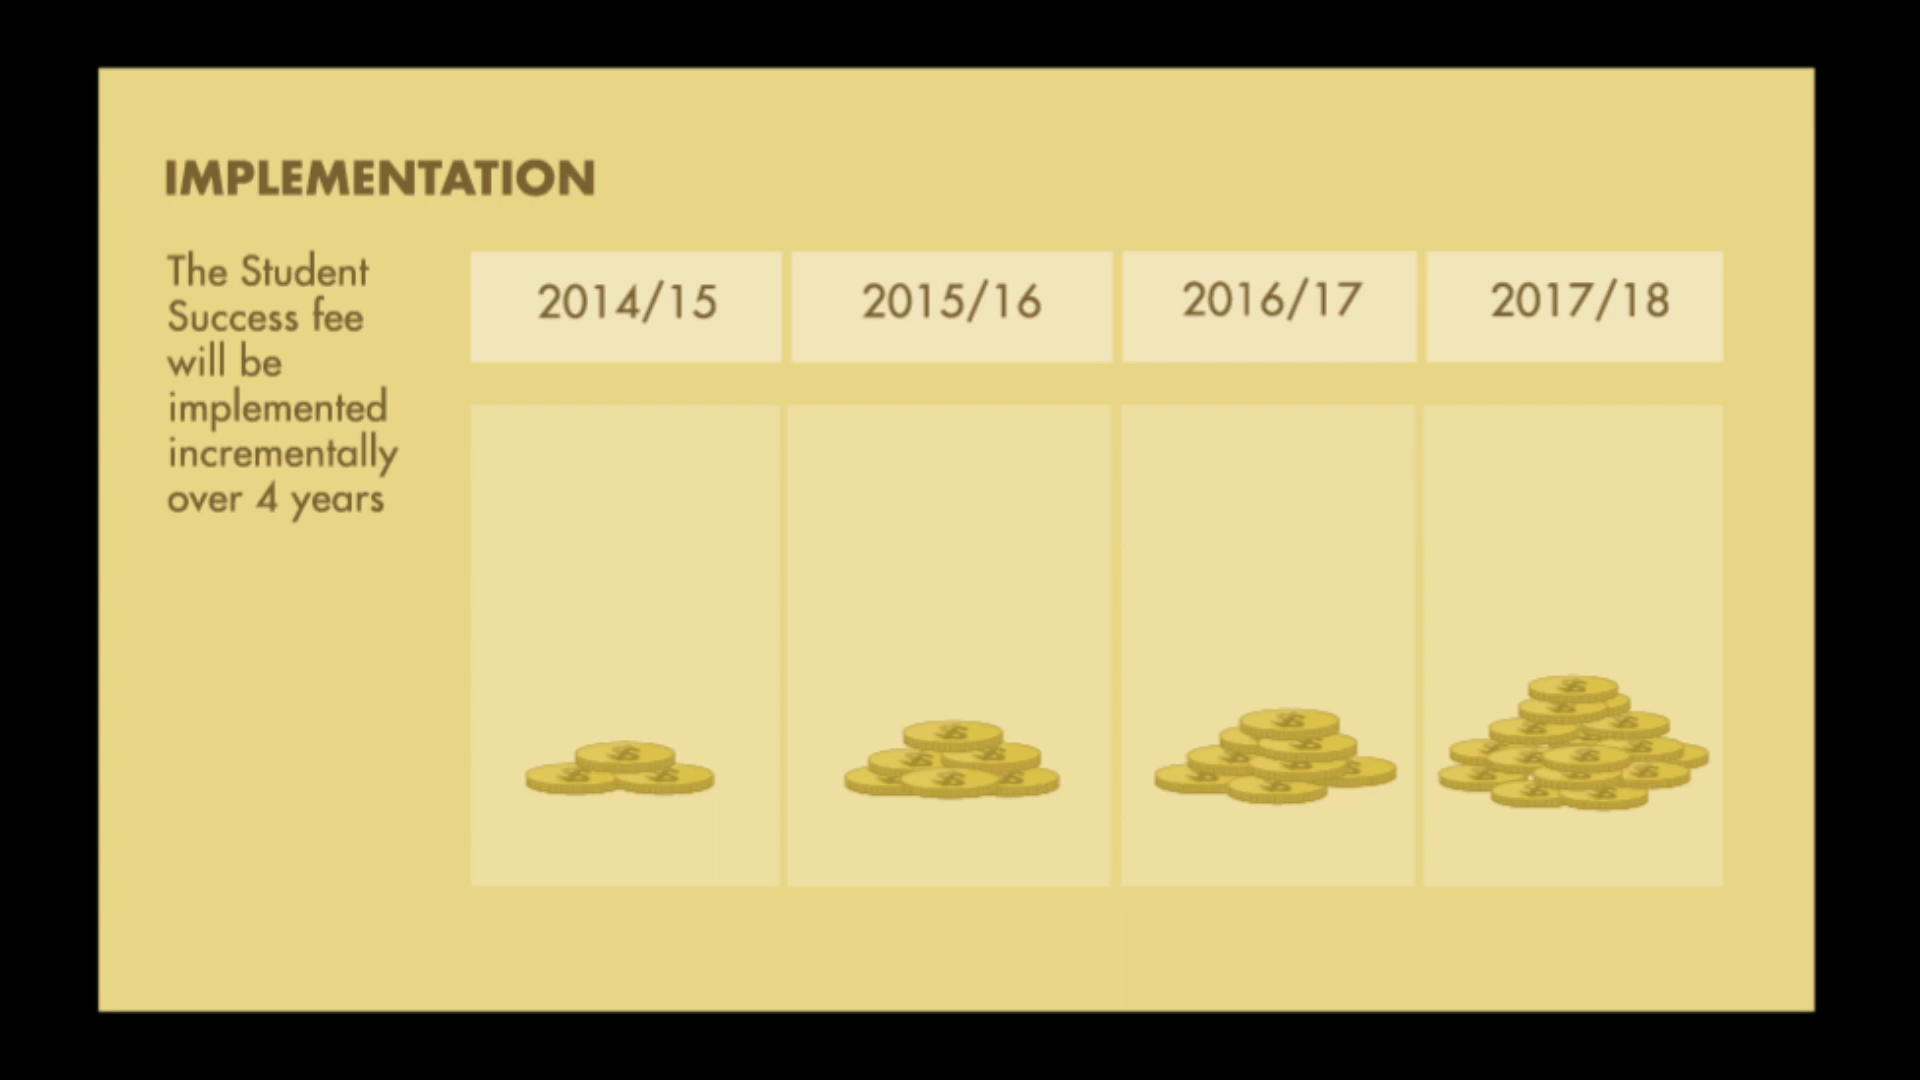 IMPLEMENTATION
The Student
Success fee
will be
implemented
incrementally
over 4 years
2014/15
2015/16
2016/17
2017/18